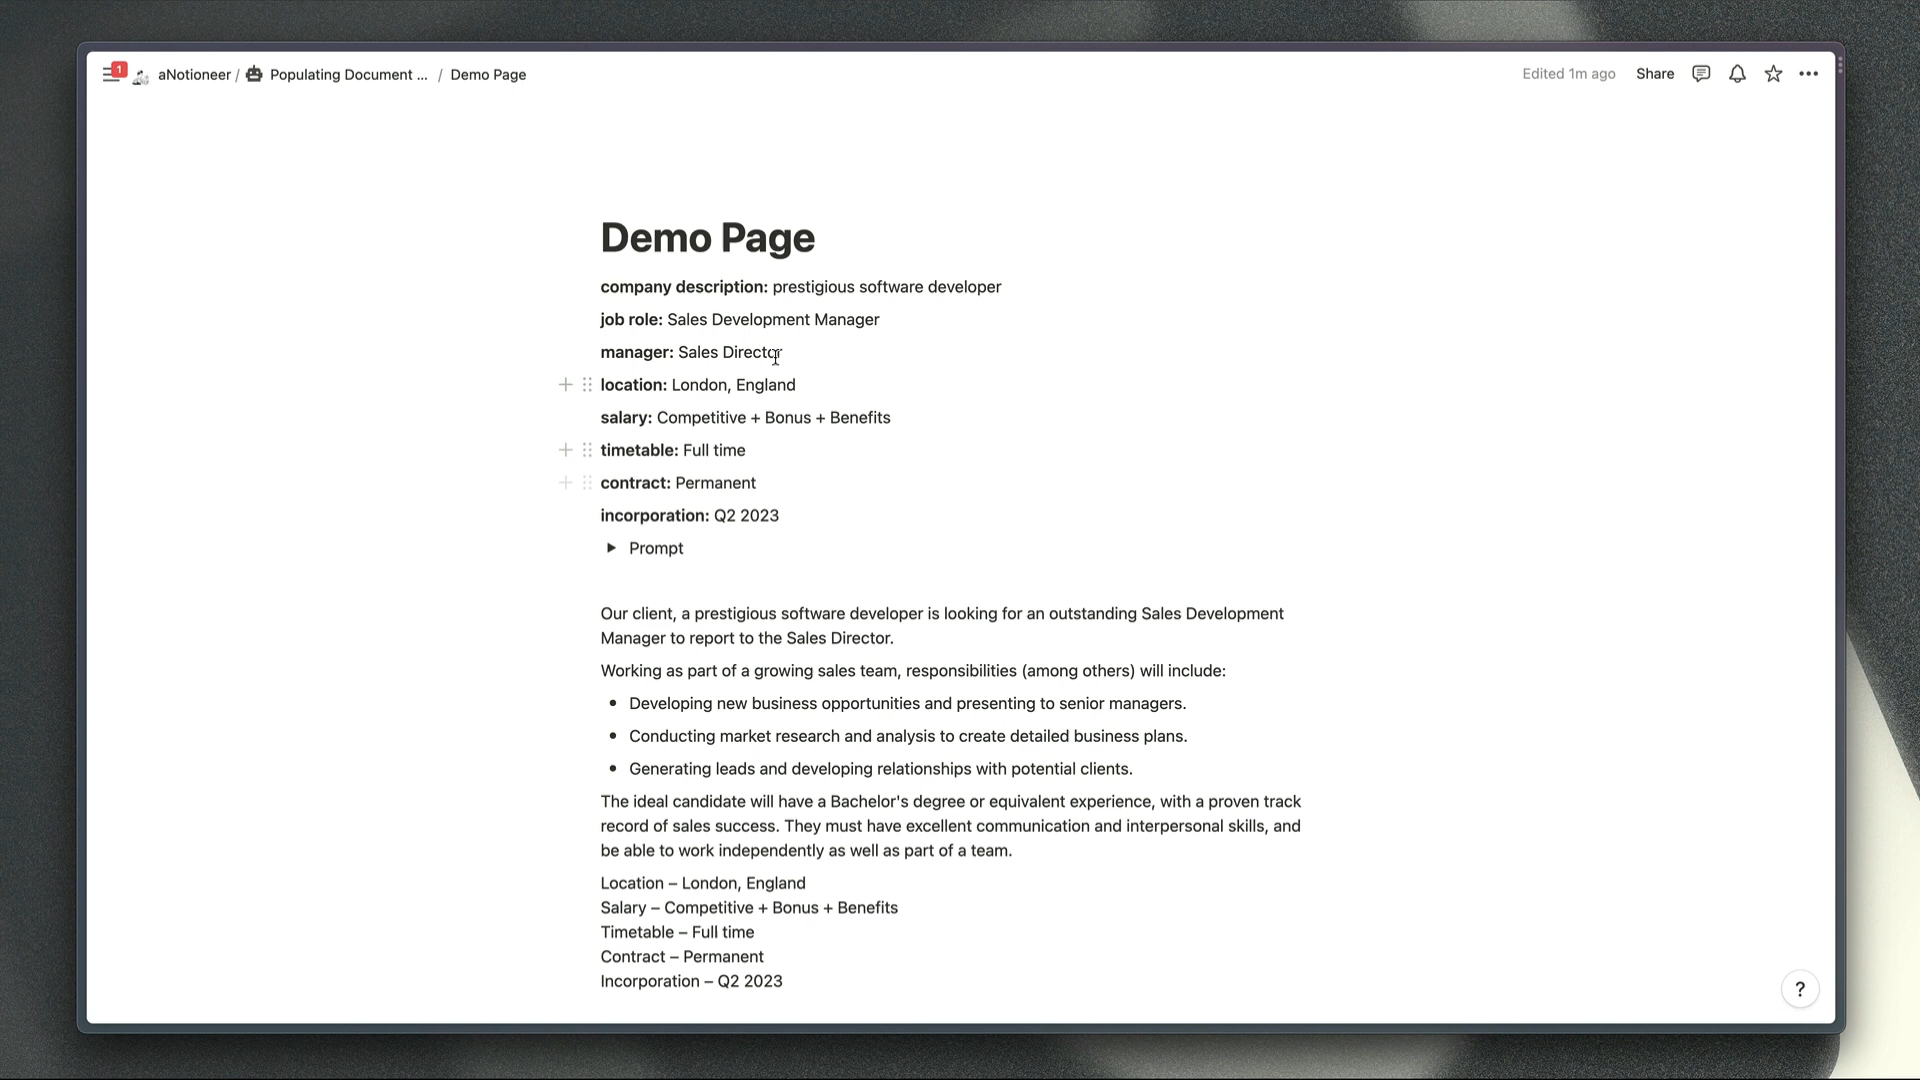 1
aNotioneer / Populating Document ... / Demo Page
Edited 1m ago Share
Demo Page
company description: prestigious software developer
job role: Sales Development Manager
manager: Sales Director
location: London, England
salary: Competitive + Bonus + Benefits
timetable: Full time
contract: Permanent
incorporation: Q2 2023
Prompt
Our client, a prestigious software developer is looking for an outstanding Sales Development
Manager to report to the Sales Director.
Working as part of a growing sales team, responsibilities (among others) will include:
• Developing new business opportunities and presenting to senior managers.
• Conducting market research and analysis to create detailed business plans.
• Generating leads and developing relationships with potential clients.
The ideal candidate will have a Bachelor's degree or equivalent experience, with a proven track
record of sales success. They must have excellent communication and interpersonal skills, and
be able to work independently as well as part of a team.
Location – London, England
Salary – Competitive + Bonus + Benefits
Timetable – Full time
Contract – Permanent
Incorporation – Q2 2023
?